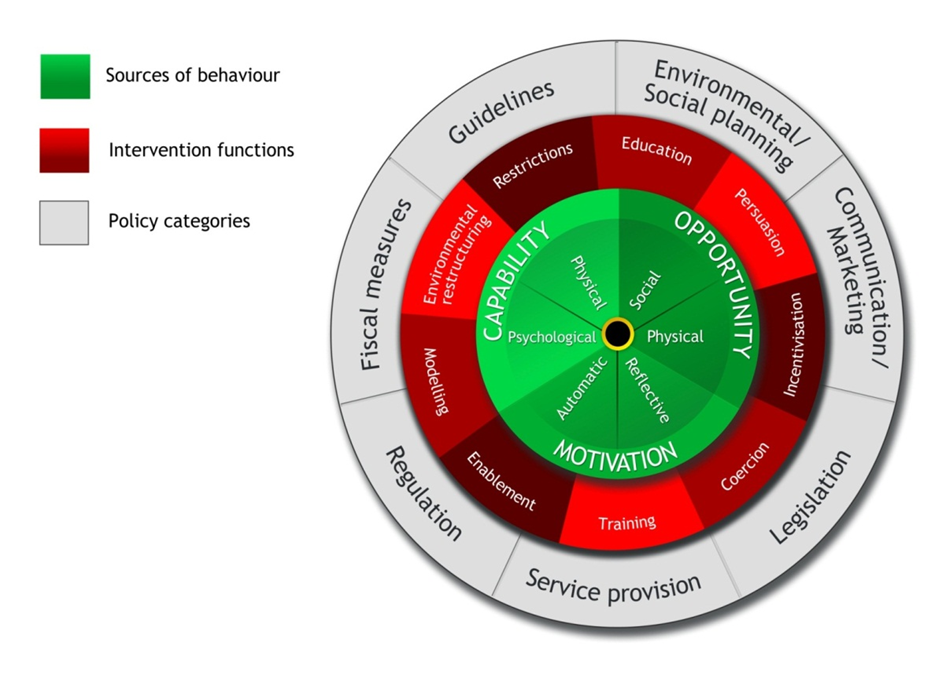 Sources of behaviour
Intervention functions
Policy categories
Guidelines
Environmental/
Social planning
Communication/
Marketing
Legislation
Service provision
Regulation
Fiscal measures
Restrictions
Education
Persuasion
Incentivisation
Coercion
Training
Enablement
Modelling
Environmental
restructuring
CAPABILITY
OPPORTUNITY
MOTIVATION
Physical
Social
Physical
Reflective
Automatic
Psychological